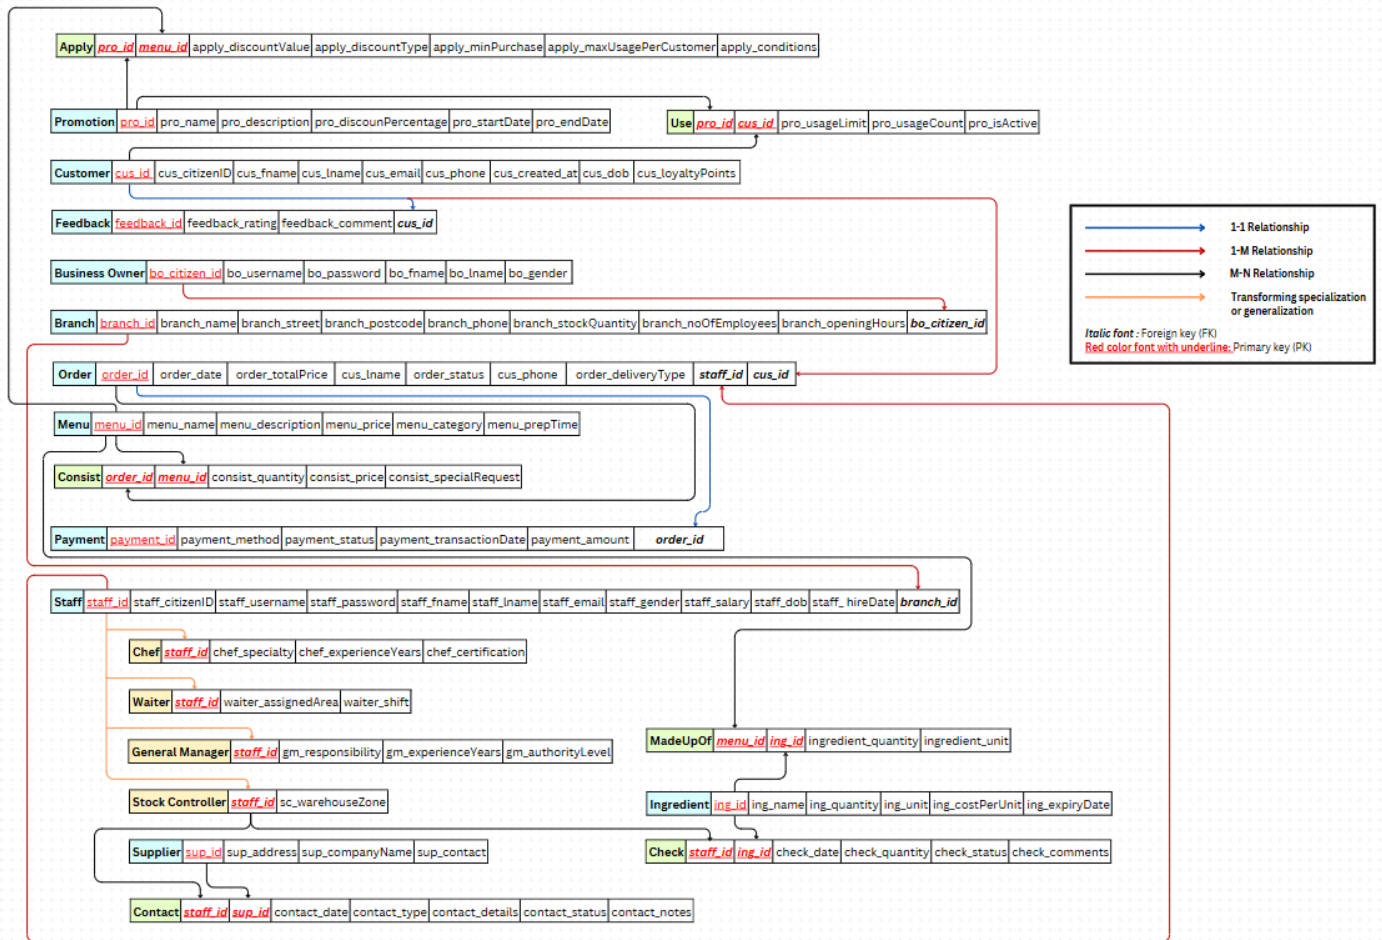 Apply pro_id menu_id apply_discountValue apply_discountType apply_minPurchase apply_maxUsagePerCustomer apply_conditions
Promotion pro_id pro_name pro_description pro_discounPercentage pro_startDate pro_endDate
Use pro_id cus_id pro_usageLimit pro_usageCount pro_isActive
Customer cus_id cus_citizenID cus_fname cus_lname cus_email cus_phone cus_created_at cus_dob cus_loyaltyPoints
Feedback feedback_id feedback_rating feedback_comment cus_id
1-1 Relationship
1-M Relationship
M-N Relationship
Transforming specialization
or generalization
Italic font : Foreign key (FK)
Red color font with underline: Primary key (PK)
Business Owner bo_citizen_id bo_username bo_password bo_fname bo_lname bo_gender
Branch branch_id branch_name branch_street branch_postcode branch_phone branch_stockQuantity branch_noOfEmployees branch_openingHours bo_citizen_id
Order order_id order_date order_totalPrice cus_lname order_status cus_phone order_deliveryType staff_id cus_id
Menu menu_id menu_name menu_description menu_price menu_category menu_prepTime
Consist order_id menu_id consist_quantity consist_price consist_specialRequest
Payment payment_id payment_method payment_status payment_transactionDate payment_amount order_id
Staff staff_id staff_citizenID staff_username staff_password staff_fname staff_lname staff_email staff_gender staff_salary staff_dob staff_ hireDate branch_id
Chef staff_id chef_specialty chef_experienceYears chef_certification
Waiter staff_id waiter_assignedArea waiter_shift
General Manager staff_id gm_responsibility gm_experienceYears gm_authorityLevel
MadeUpOf menu_id ing_id ingredient_quantity ingredient_unit
Stock Controller staff_id sc_warehouseZone
Ingredient ing_id ing_name ing_quantity ing_unit ing_costPerUnit ing_expiryDate
Supplier sup_id sup_address sup_companyName sup_contact
Check staff_id ing_id check_date check_quantity check_status check_comments
Contact staff_id sup_id contact_date contact_type contact_details contact_status contact_notes